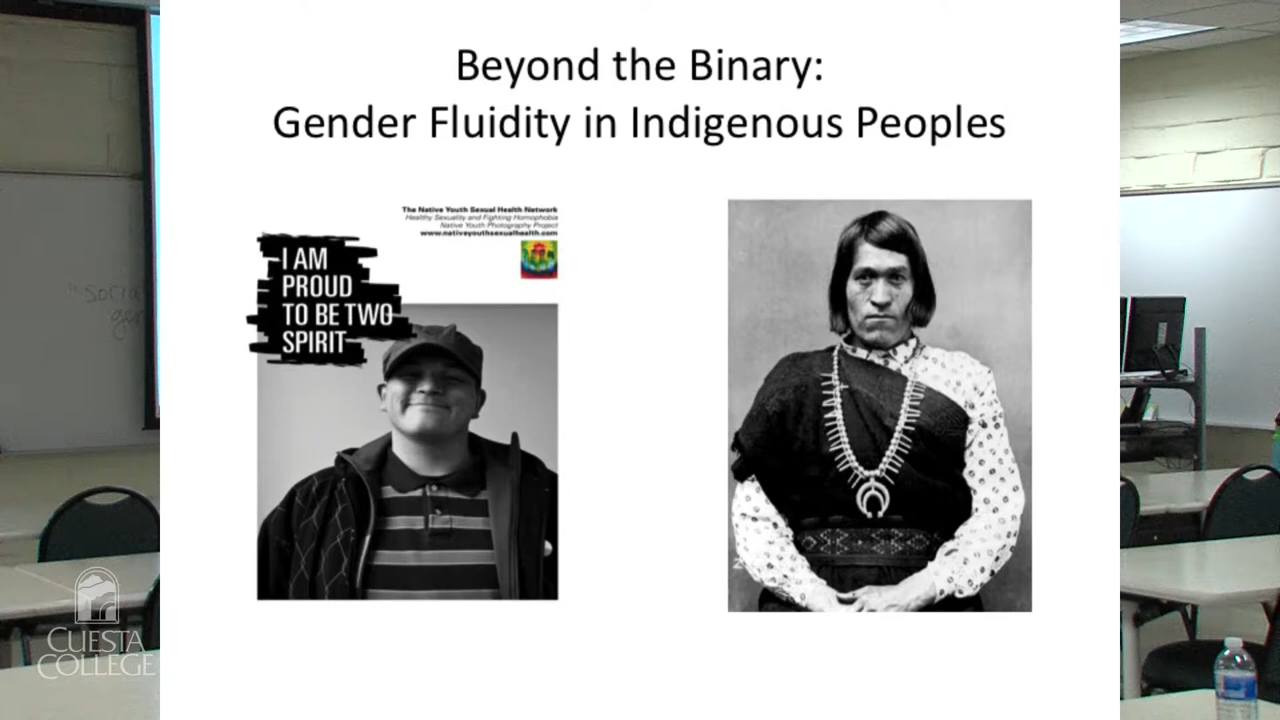 Beyond the Binary:
Gender Fluidity in Indigenous Peoples
The Native Youth Sexual Health Network
Healthy Sexuality and Fighting Homophobia
Native Youth Photography Project
www.nativeyouthsexualhealth.com
I AM
PROUD
TO BE TWO
SPIRIT
"Socia
CUESTA
COLLEGE